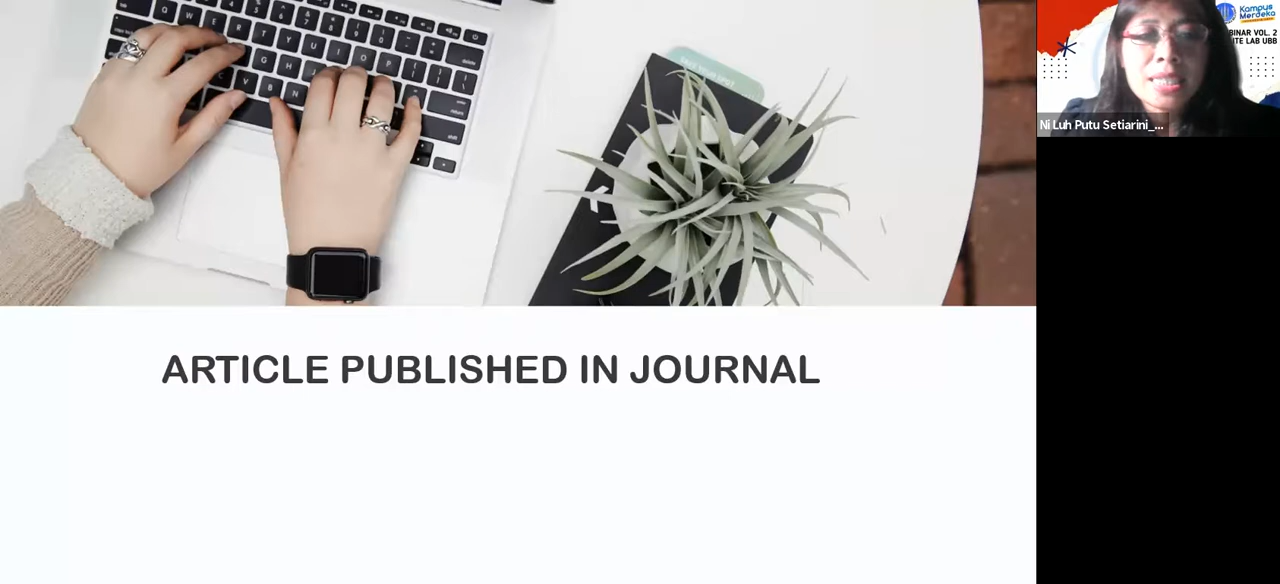 ARTICLE PUBLISHED IN JOURNAL
Kampus
Merdeka
BINAR VOL. 2
ITE LAB UBB
Ni Luh Putu Setiarini_...